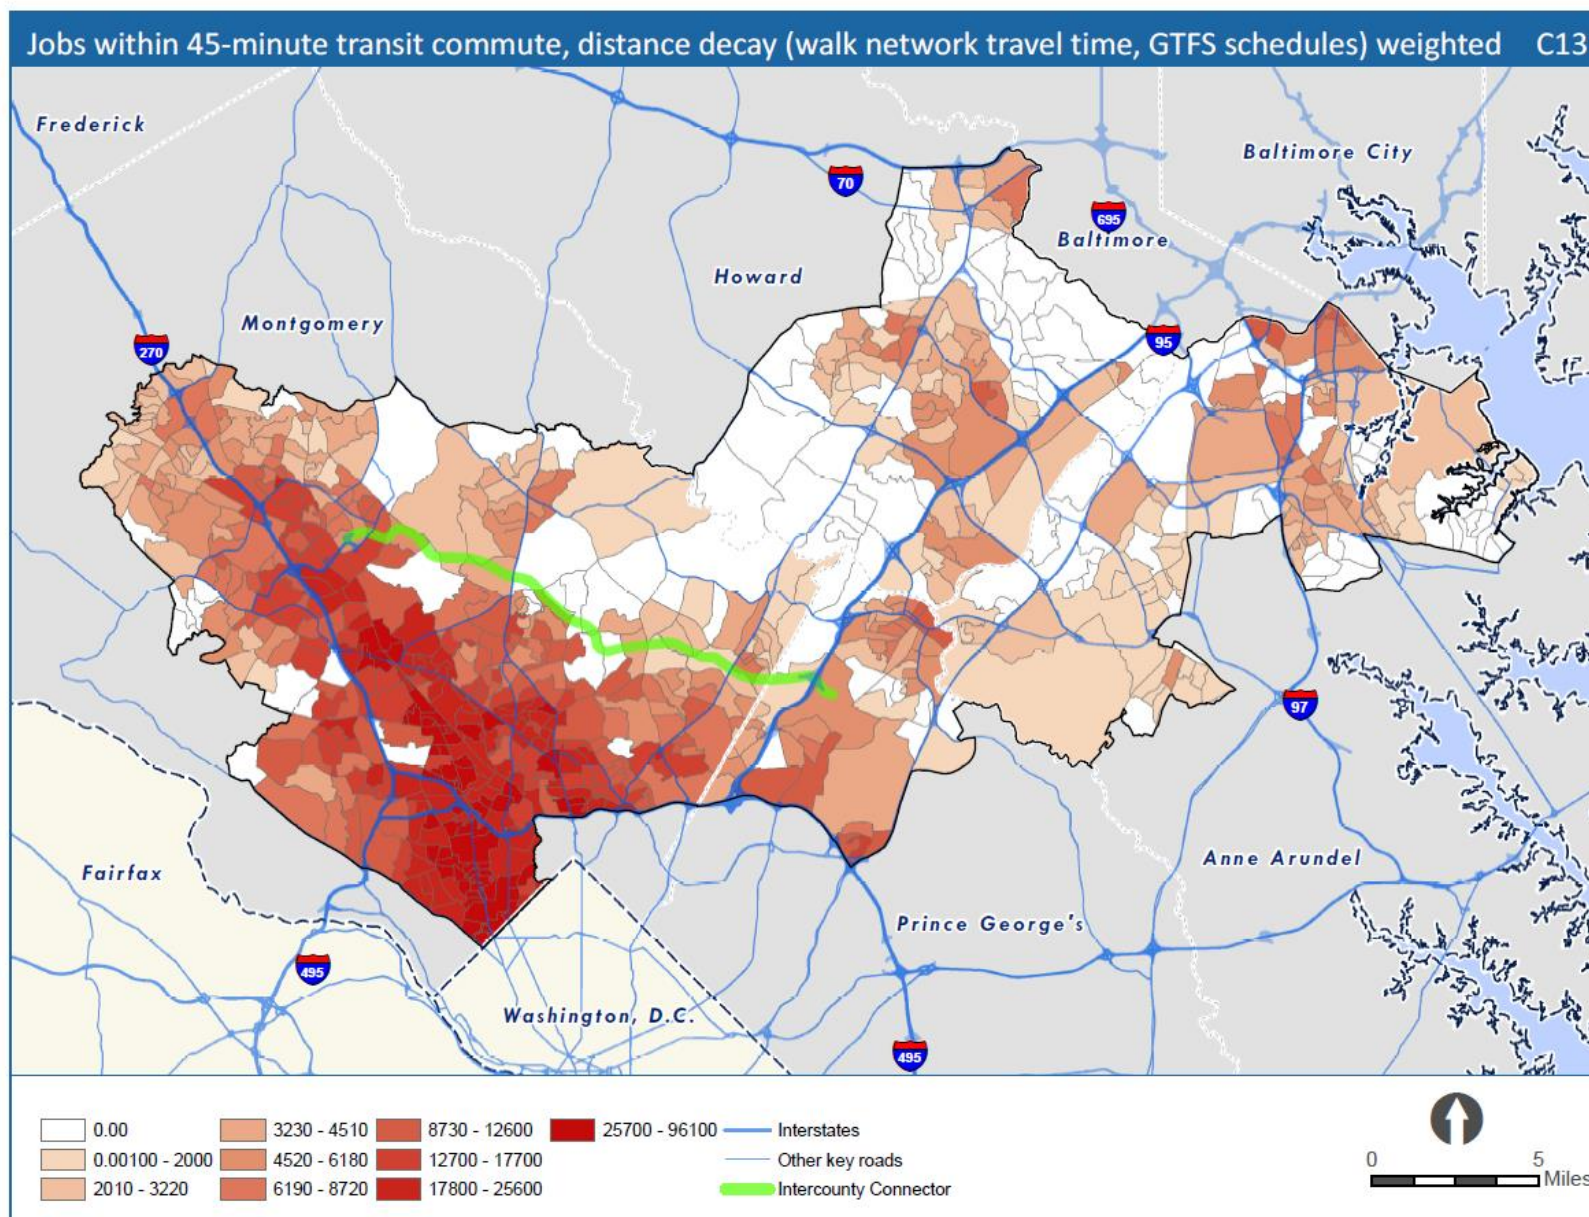 Jobs within 45-minute transit commute, distance decay (walk network travel time, GTFS schedules) weighted C13
Frederick
Baltimore City
70
695
Baltimore
Howard
Montgomery
270
95
97
Fairfax
Anne Arundel
Prince George's
495
Washington, D.C.
495
0.00
3230 - 4510
8730 - 12600
25700 - 96100
Interstates
0.00100 - 2000
4520 - 6180
12700 - 17700
Other key roads
2010 - 3220
6190 - 8720
17800 - 25600
Intercounty Connector
0 5
Miles